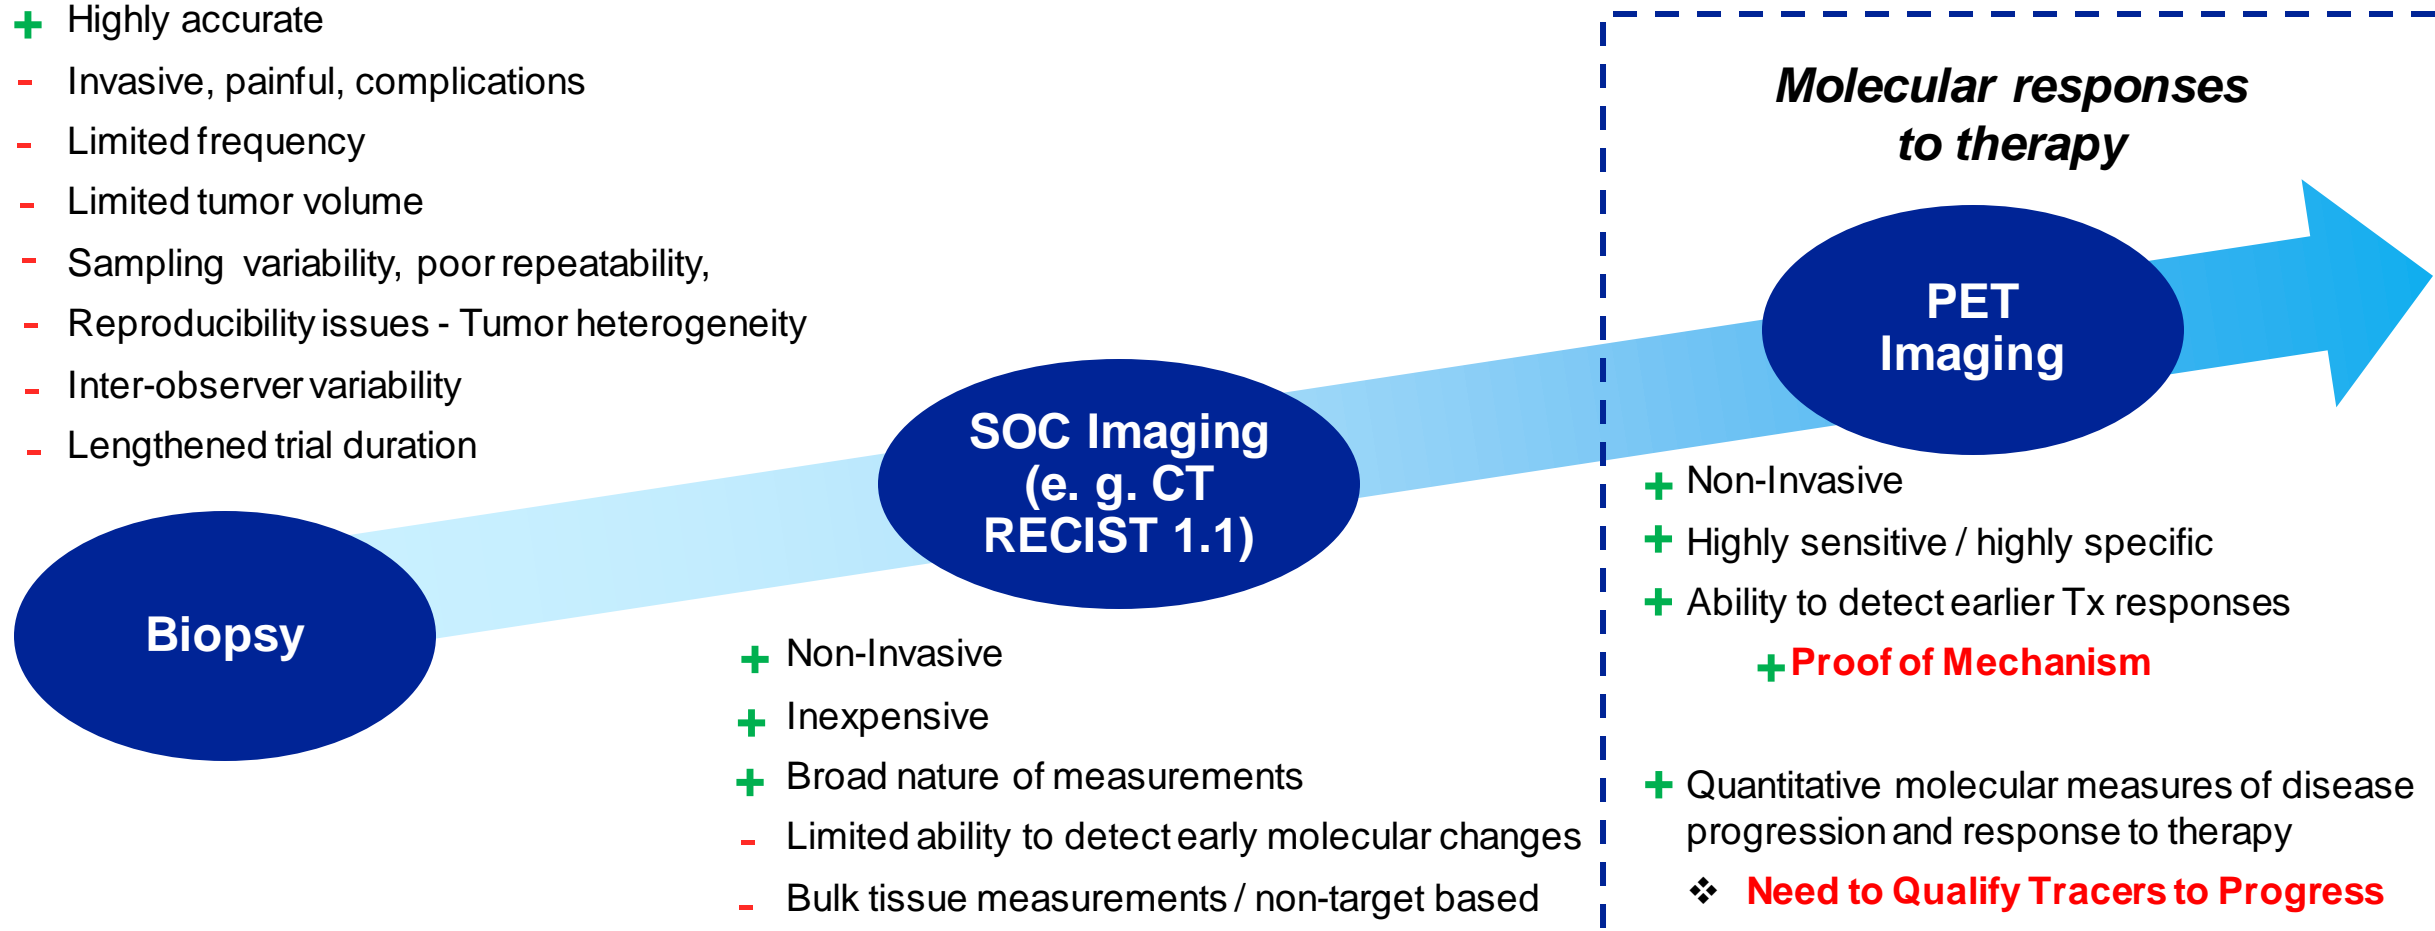 + Highly accurate
- Invasive, painful, complications
- Limited frequency
- Limited tumor volume
- Sampling variability, poor repeatability,
- Reproducibility issues - Tumor heterogeneity
- Inter-observer variability
- Lengthened trial duration
Biopsy
SOC Imaging
(e. g. CT
RECIST 1.1)
+ Non-Invasive
+ Inexpensive
+ Broad nature of measurements
- Limited ability to detect early molecular changes
- Bulk tissue measurements / non-target based
Molecular responses
to therapy
PET
Imaging
+ Non-Invasive
+ Highly sensitive / highly specific
+ Ability to detect earlier Tx responses
+ Proof of Mechanism
+ Quantitative molecular measures of disease
progression and response to therapy
❖ Need to Qualify Tracers to Progress